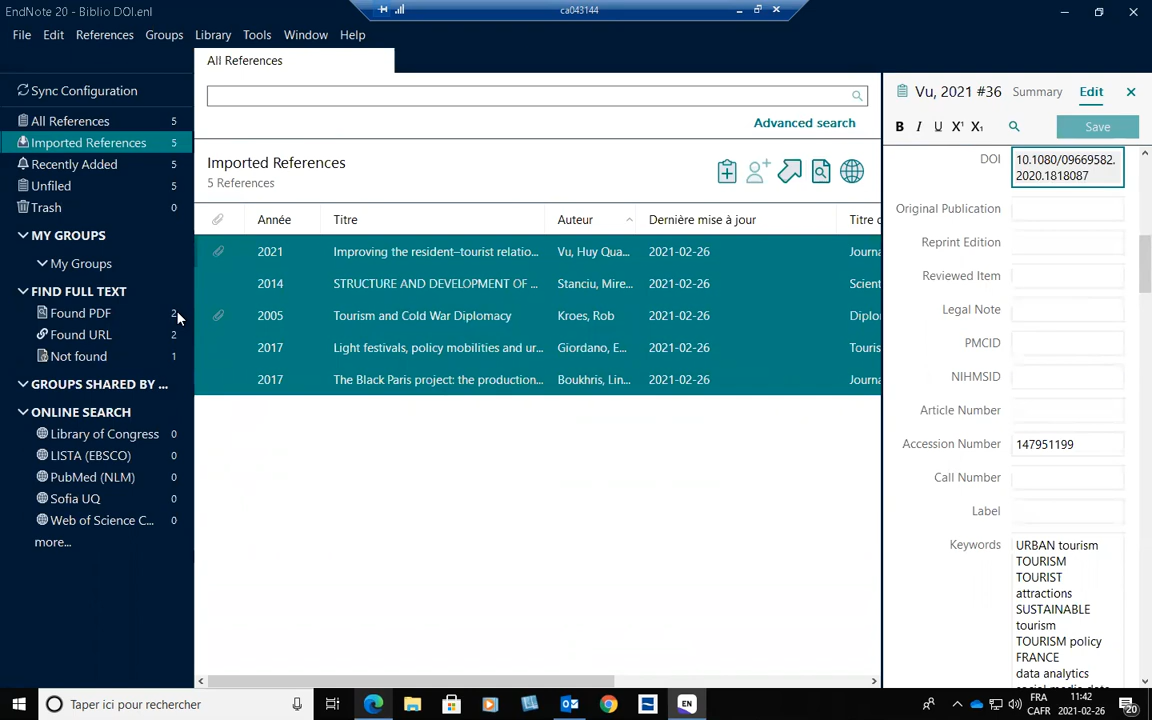 EndNote 20 - Biblio DOI.enl
ca043144
File Edit References Groups Library Tools Window Help
All References
Sync Configuration
All References 5
Imported References 5
Recently Added 5
Unfiled 5
Trash 0
MY GROUPS
My Groups
FIND FULL TEXT
Found PDF 2
Found URL 2
Not found 1
GROUPS SHARED BY ...
ONLINE SEARCH
Library of Congress 0
LISTA (EBSCO) 0
PubMed (NLM) 0
Sofia UQ 0
Web of Science C... 0
more...
Advanced search
Imported References
5 References
Année Titre Auteur Dernière mise à jour Titre d
2021 Improving the resident–tourist relatio... Vu, Huy Qua... 2021-02-26 Journa
2014 STRUCTURE AND DEVELOPMENT OF ... Stanciu, Mire... 2021-02-26 Scient
2005 Tourism and Cold War Diplomacy Kroes, Rob 2021-02-26 Diplo
2017 Light festivals, policy mobilities and ur... Giordano, E... 2021-02-26 Touris
2017 The Black Paris project: the production... Boukhris, Lin... 2021-02-26 Journa
Vu, 2021 #36 Summary Edit
B I U X¹ X₁ Save
DOI 10.1080/09669582.
2020.1818087
Original Publication
Reprint Edition
Reviewed Item
Legal Note
PMCID
NIHMSID
Article Number
Accession Number 147951199
Call Number
Label
Keywords URBAN tourism
TOURISM
TOURIST
attractions
SUSTAINABLE
tourism
TOURISM policy
FRANCE
data analytics
Taper ici pour rechercher
EN
FRA
CAFR
11:42
2021-02-26
20